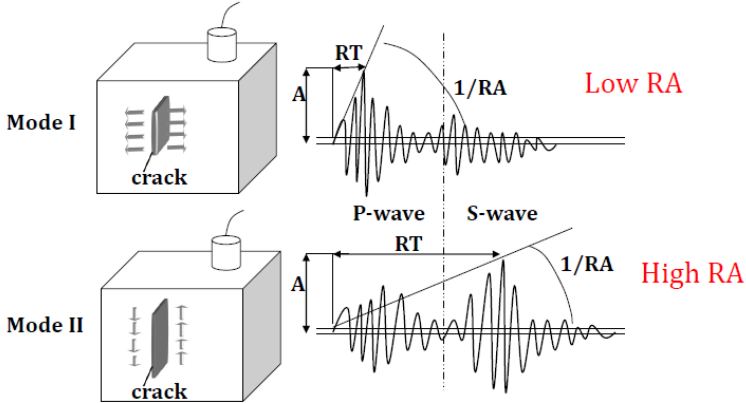 RT
A
1/RA
Low RA
Mode I
crack
P-wave S-wave
RT
A
1/RA
High RA
Mode II
crack